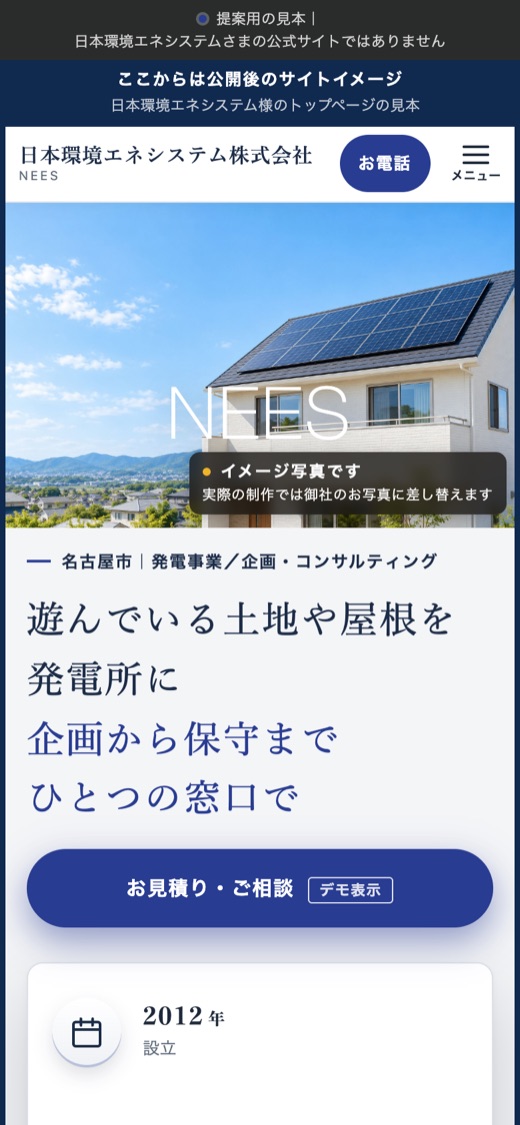 提案用の見本｜
日本環境エネシステムさまの公式サイトではありません
ここからは公開後のサイトイメージ
日本環境エネシステム様のトップページの見本
日本環境エネシステム株式会社
NEES
お電話
メニュー
NEES
イメージ写真です
実際の制作では御社のお写真に差し替えます
名古屋市｜発電事業／企画・コンサルティング
遊んでいる土地や屋根を
発電所に
企画から保守まで
ひとつの窓口で
お見積り・ご相談 デモ表示
2012 年
設立